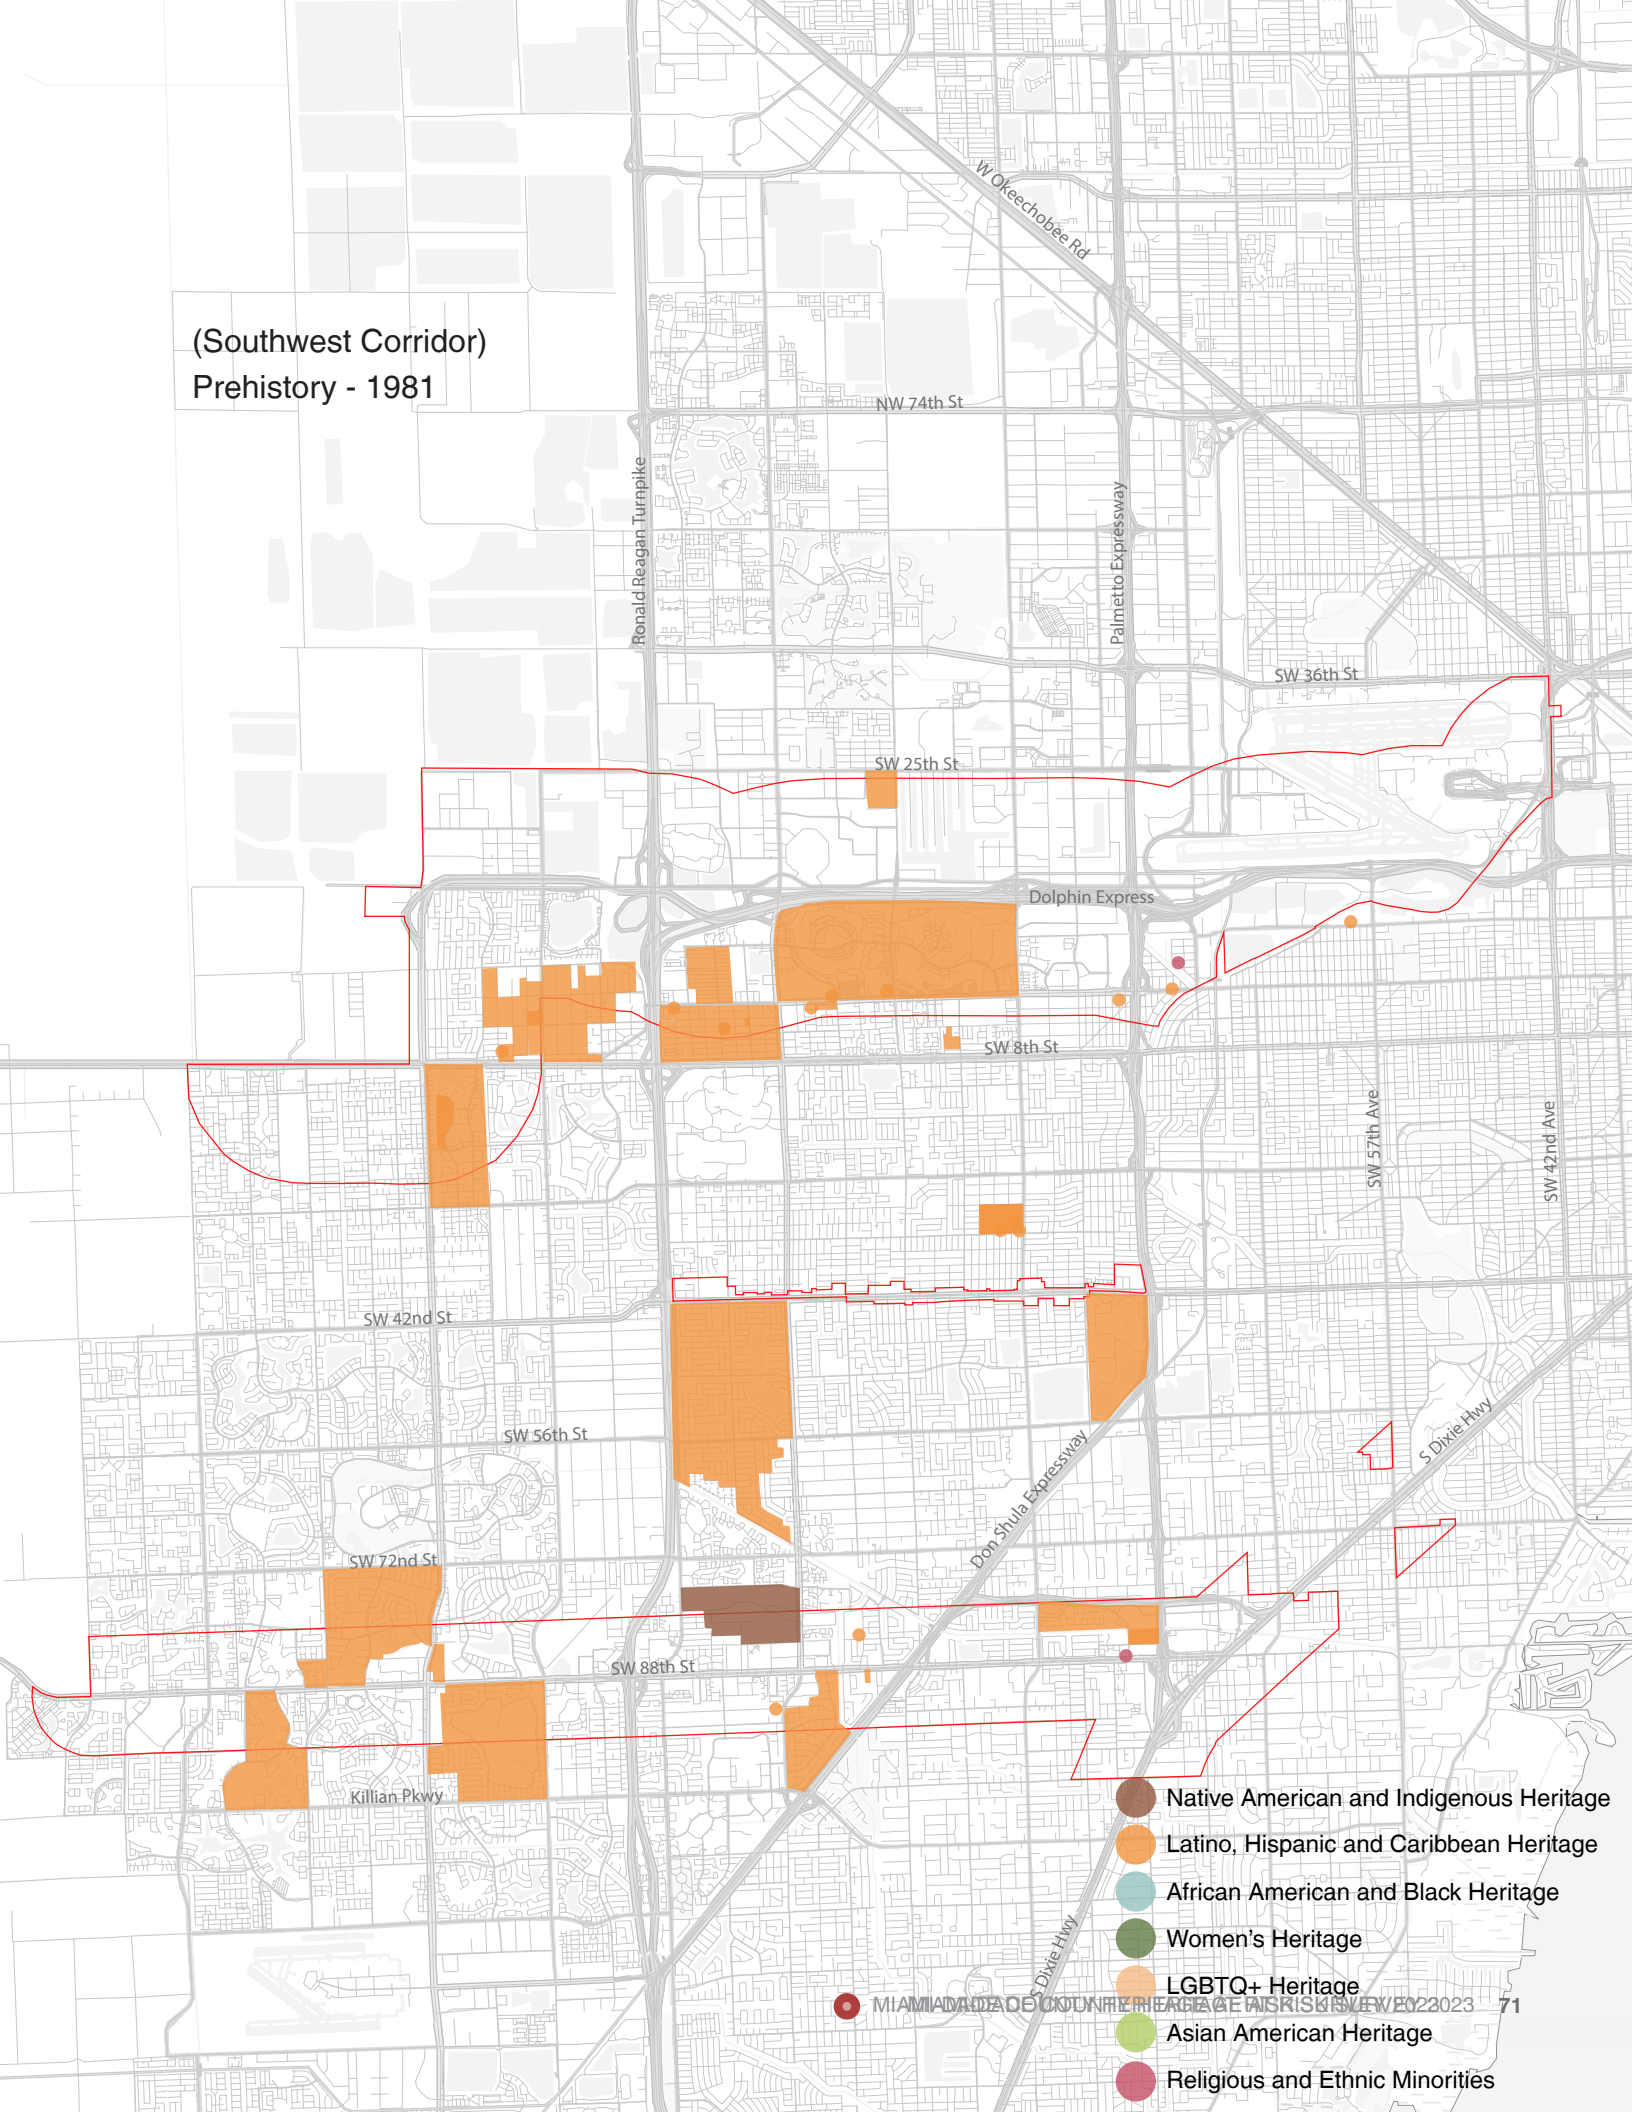 W Okeechobee Rd
(Southwest Corridor)
Prehistory - 1981
NW 74th St
Ronald Reagan Turnpike
Palmetto Expressway
SW 36th St
SW 25th St
Dolphin Express
SW 8th St
SW 57th Ave
SW 42nd Ave
SW 42nd St
SW 56th St
S Dixie Hwy
Don Shula Expressway
SW 72nd St
SW 88th St
Killian Pkwy
S Dixie Hwy
Native American and Indigenous Heritage
Latino, Hispanic and Caribbean Heritage
African American and Black Heritage
Women's Heritage
LGBTQ+ Heritage
71
Asian American Heritage
Religious and Ethnic Minorities